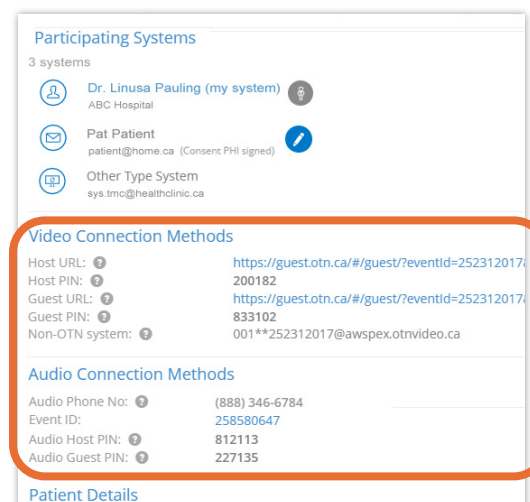 Participating Systems
3 systems
Dr. Linusa Pauling (my system)
ABC Hospital
Pat Patient
patient@home.ca (Consent PHI signed)
Other Type System
sys.tmc@healthclinic.ca
Video Connection Methods
Host URL: ? https://guest.otn.ca/#/guest/?eventId=252312017&
Host PIN: ? 200182
Guest URL: ? https://guest.otn.ca/#/guest/?eventId=252312017&
Guest PIN: ? 833102
Non-OTN system: ? 001**252312017@awspex.otnvideo.ca
Audio Connection Methods
Audio Phone No: ? (888) 346-6784
Event ID: 258580647
Audio Host PIN: ? 812113
Audio Guest PIN: ? 227135
Patient Details